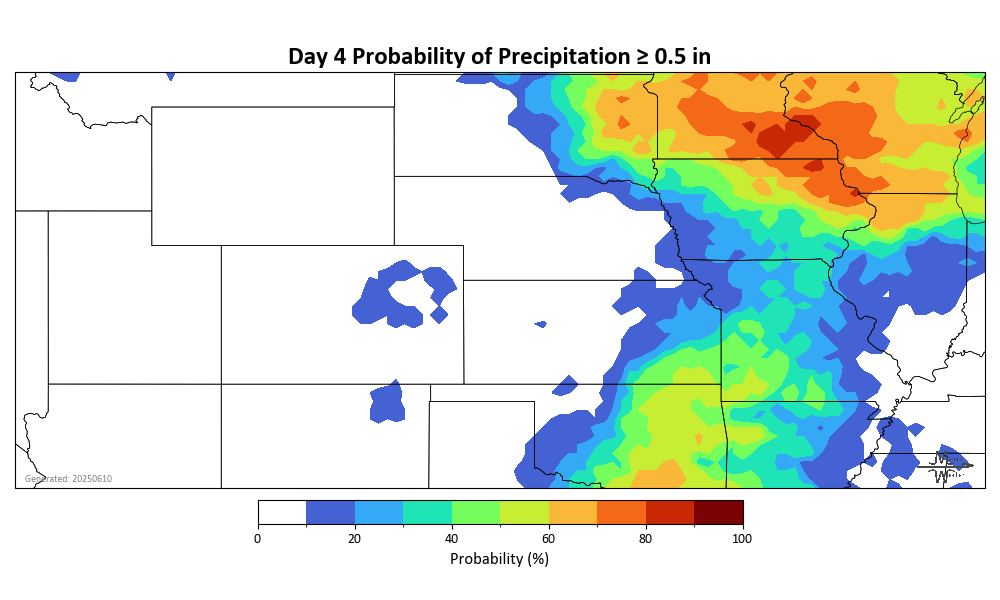 Day 4 Probability of Precipitation ≥ 0.5 in
Generated: 20250610
0 20 40 60 80 100
Probability (%)